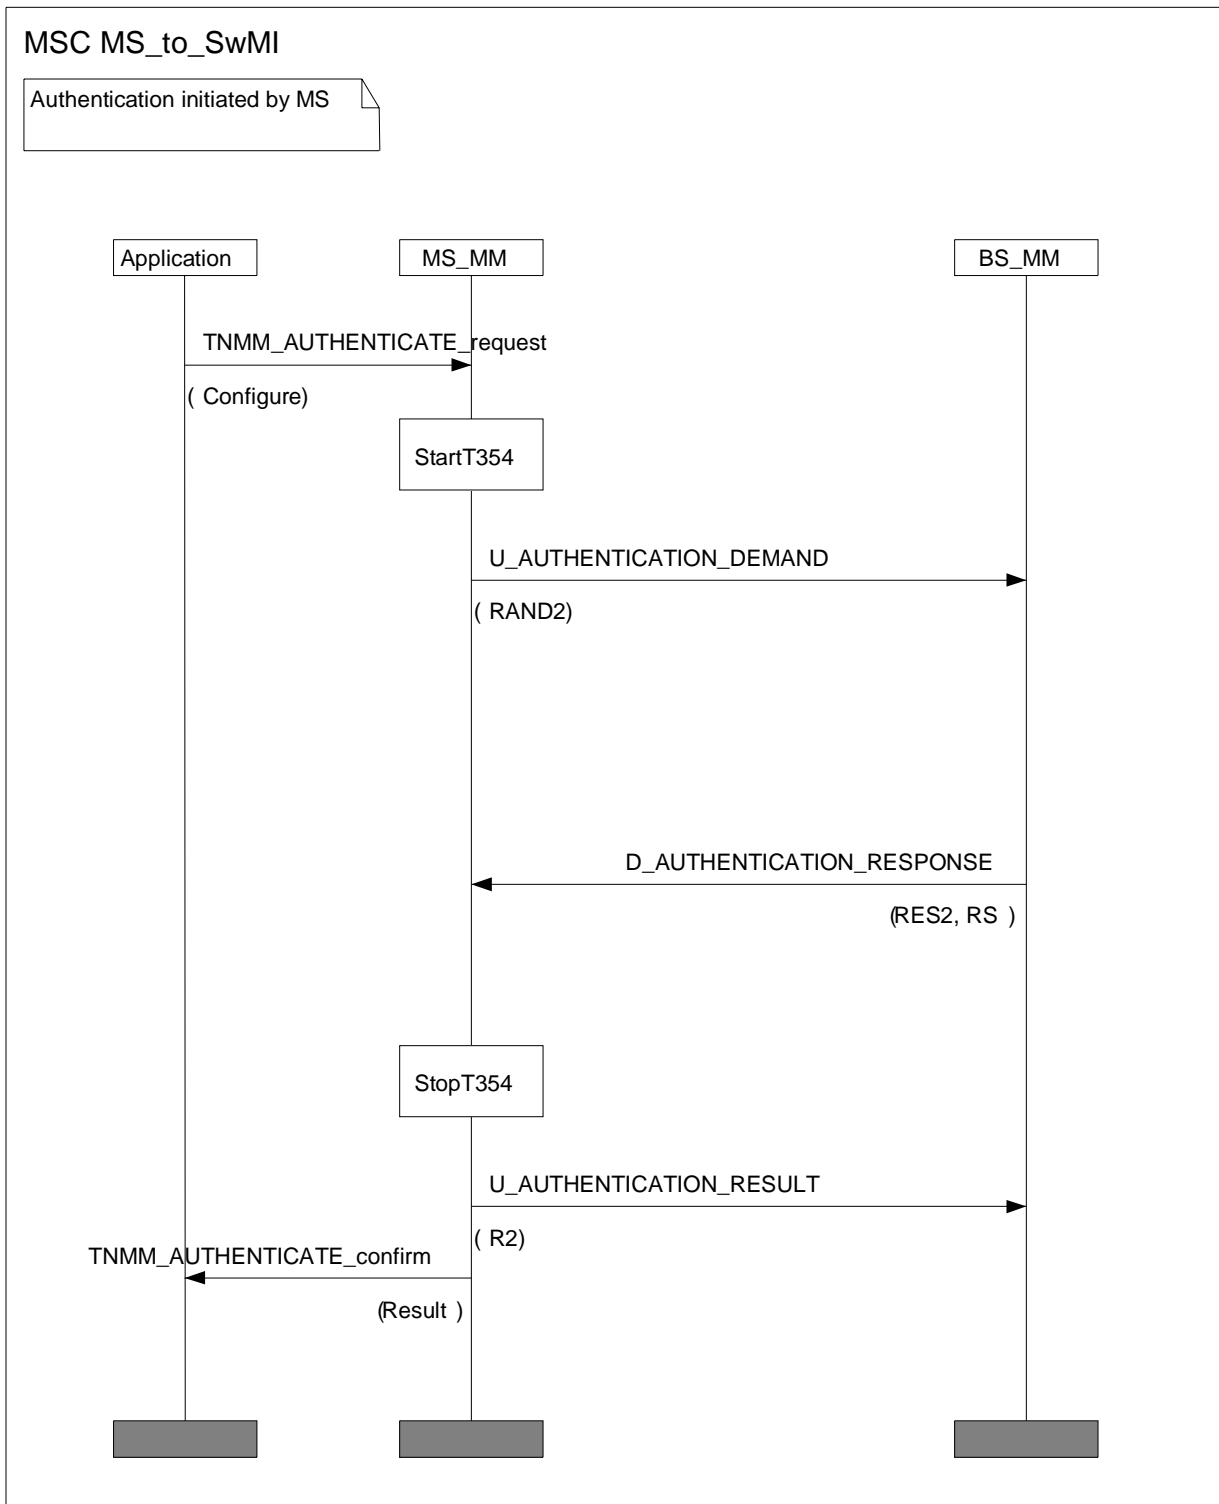 MSC MS_to_SwMI
Authentication initiated by MS
Application
MS_MM
BS_MM
TNMM_AUTHENTICATE_request
( Configure)
StartT354
U_AUTHENTICATION_DEMAND
( RAND2)
D_AUTHENTICATION_RESPONSE
(RES2, RS )
StopT354
U_AUTHENTICATION_RESULT
( R2)
TNMM_AUTHENTICATE_confirm
(Result )